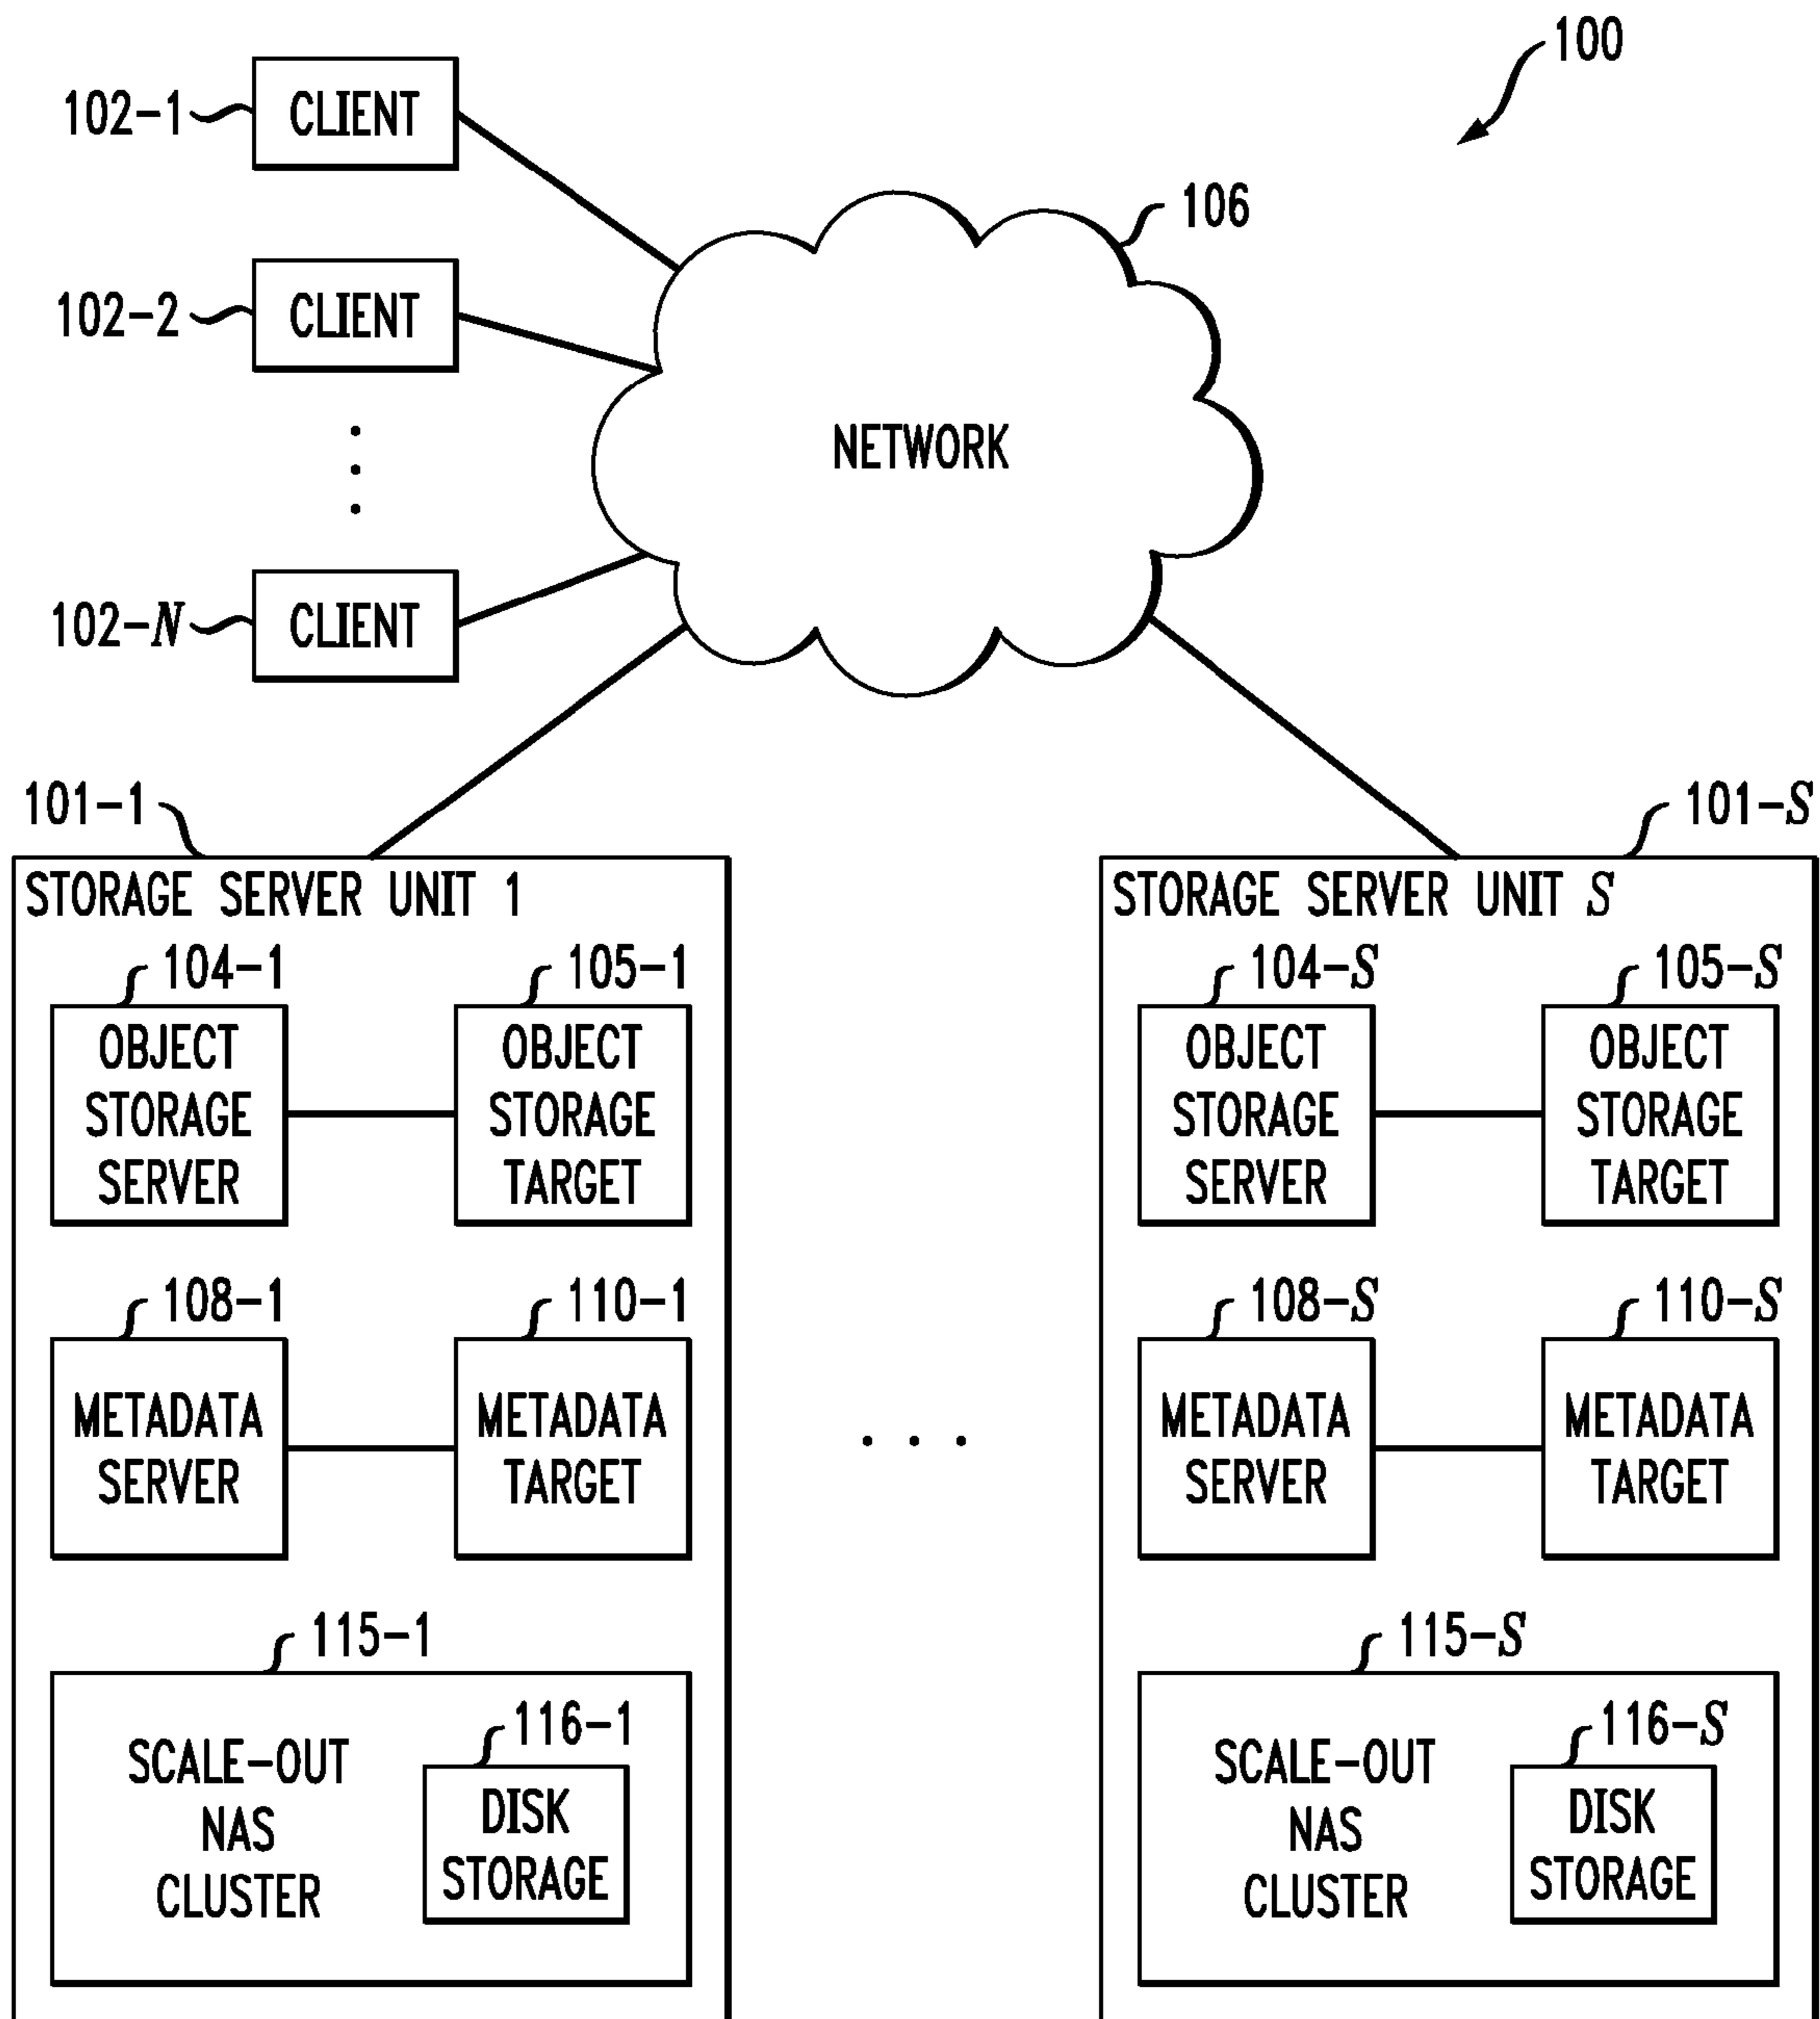 100
102-1
CLIENT
106
102-2
CLIENT
NETWORK
102-N
CLIENT
101-1
101-S
STORAGE SERVER UNIT 1
104-1
105-1
OBJECT
STORAGE
SERVER
OBJECT
STORAGE
TARGET
108-1
110-1
METADATA
SERVER
METADATA
TARGET
115-1
SCALE-OUT
NAS
CLUSTER
116-1
DISK
STORAGE
STORAGE SERVER UNIT S
104-S
105-S
OBJECT
STORAGE
SERVER
OBJECT
STORAGE
TARGET
108-S
110-S
METADATA
SERVER
METADATA
TARGET
115-S
SCALE-OUT
NAS
CLUSTER
116-S
DISK
STORAGE